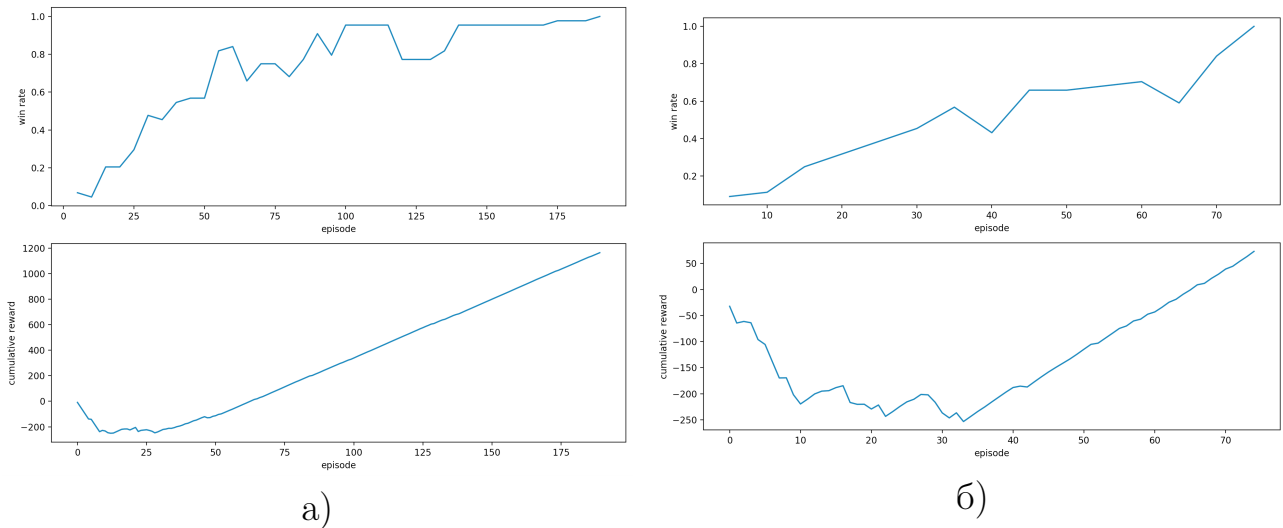 1.0
0.8
0.6
0.4
0.2
0.0
win rate
0 25 50 75 100 125 150 175
episode
1200
1000
800
600
400
200
0
−200
cumulative reward
0 25 50 75 100 125 150 175
episode
а)
1.0
0.8
0.6
0.4
0.2
win rate
10 20 30 40 50 60 70
episode
50
0
−50
−100
−150
−200
−250
cumulative reward
0 10 20 30 40 50 60 70
episode
б)